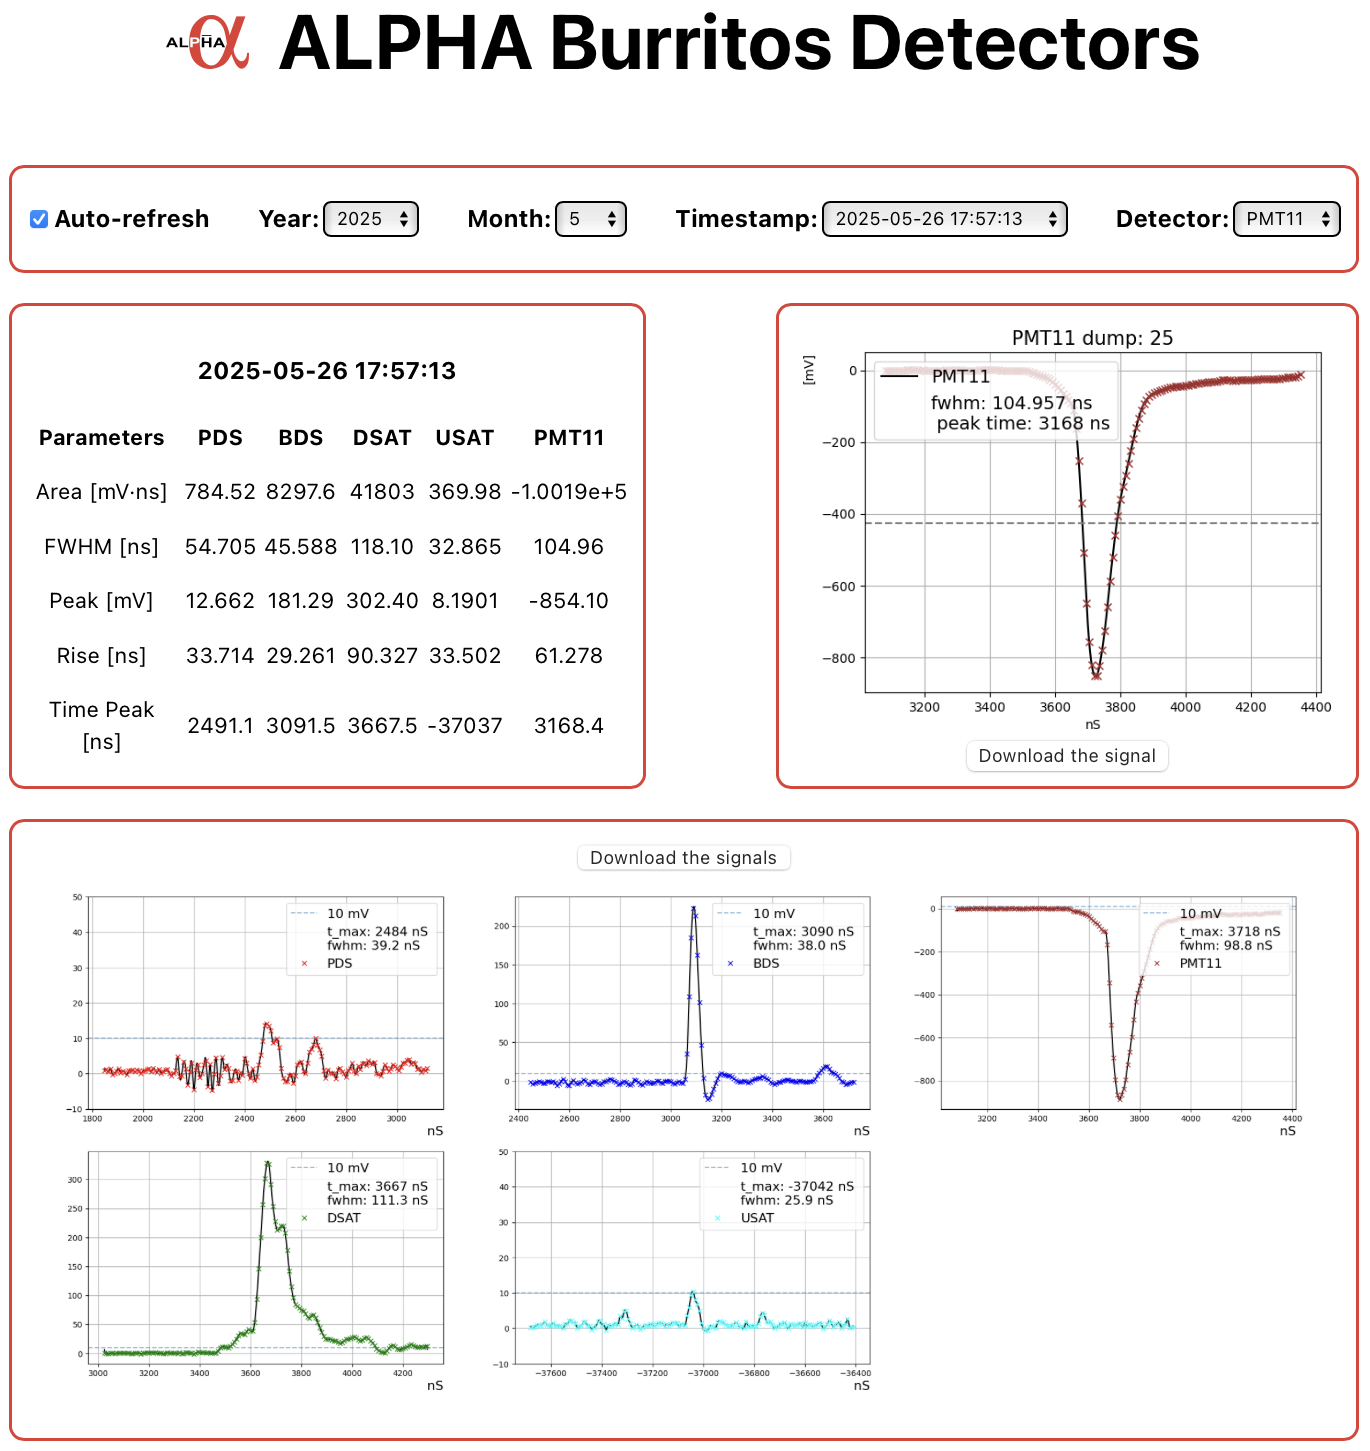 ALPHA ALPHA Burritos Detectors
Auto-refresh Year: 2025 Month: 5 Timestamp: 2025-05-26 17:57:13 Detector: PMT11
2025-05-26 17:57:13
Parameters PDS BDS DSAT USAT PMT11
Area [mV·ns] 784.52 8297.6 41803 369.98 -1.0019e+5
FWHM [ns] 54.705 45.588 118.10 32.865 104.96
Peak [mV] 12.662 181.29 302.40 8.1901 -854.10
Rise [ns] 33.714 29.261 90.327 33.502 61.278
Time Peak
[ns] 2491.1 3091.5 3667.5 -37037 3168.4
PMT11 dump: 25
[mV]
PMT11
fwhm: 104.957 ns
peak time: 3168 ns
0
−200
−400
−600
−800
3200 3400 3600 3800 4000 4200 4400
nS
Download the signal
Download the signals
50
40
30
20
10
0
−10
10 mV
t_max: 2484 nS
fwhm: 39.2 nS
PDS
1800 2000 2200 2400 2600 2800 3000
nS
200
150
100
50
0
10 mV
t_max: 3090 nS
fwhm: 38.0 nS
BDS
2400 2600 2800 3000 3200 3400 3600
nS
0
−200
−400
−600
−800
10 mV
t_max: 3718 nS
fwhm: 98.8 nS
PMT11
3200 3400 3600 3800 4000 4200 4400
nS
300
250
200
150
100
50
0
10 mV
t_max: 3667 nS
fwhm: 111.3 nS
DSAT
3000 3200 3400 3600 3800 4000 4200
nS
50
40
30
20
10
0
−10
10 mV
t_max: -37042 nS
fwhm: 25.9 nS
USAT
−37600 −37400 −37200 −37000 −36800 −36600 −36400
nS